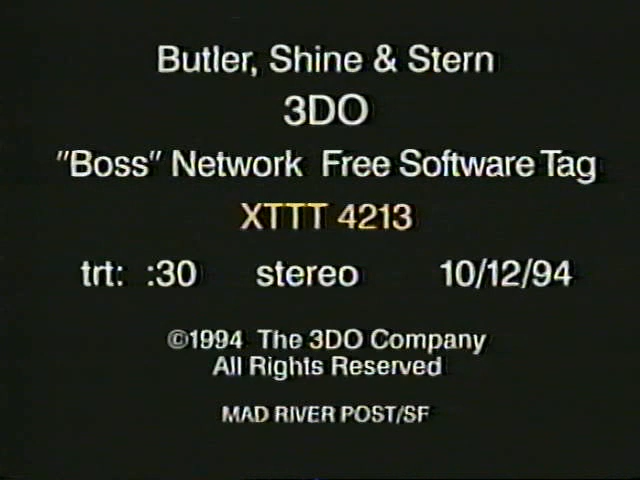 Butler, Shine & Stern
3DO
"Boss" Network Free Software Tag
XTTT 4213
trt: :30 stereo 10/12/94
©1994 The 3DO Company
All Rights Reserved
MAD RIVER POST/SF